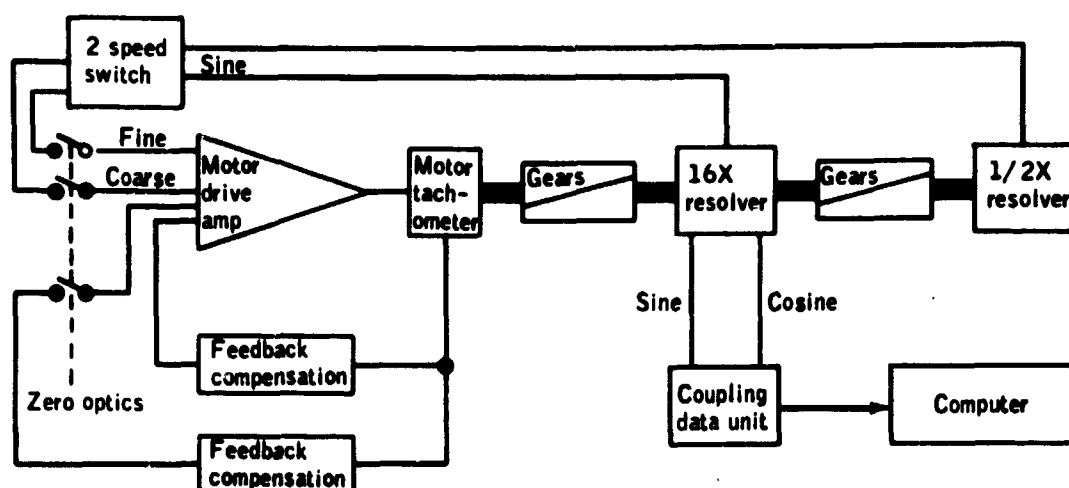 2 speed
switch
Sine
Fine
Coarse
Motor
drive
amp
Motor
tach-
ometer
Gears
16X
resolver
Gears
1/2X
resolver
Sine
Cosine
Feedback
compensation
Zero optics
Feedback
compensation
Coupling
data unit
Computer